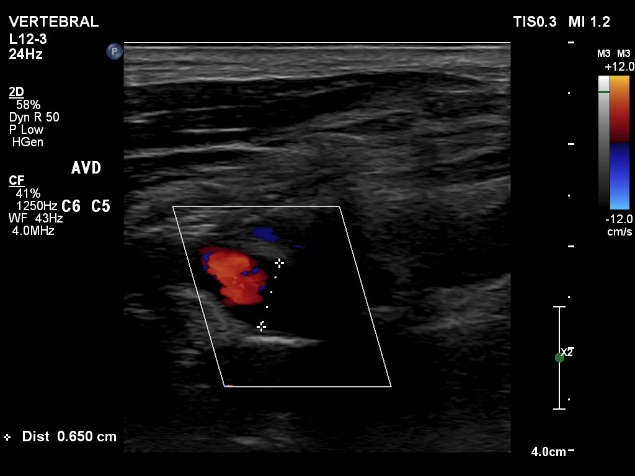 VERTEBRAL
TIS0.3 MI 1.2
L12-3
24Hz
P
M3 M3
+12.0
2D
58%
Dyn R 50
P Low
HGen
AVD
CF
41%
1250Hz
WF 43Hz
4.0MHz
C6 C5
-12.0
cm/s
X2
Dist 0.650 cm
4.0cm